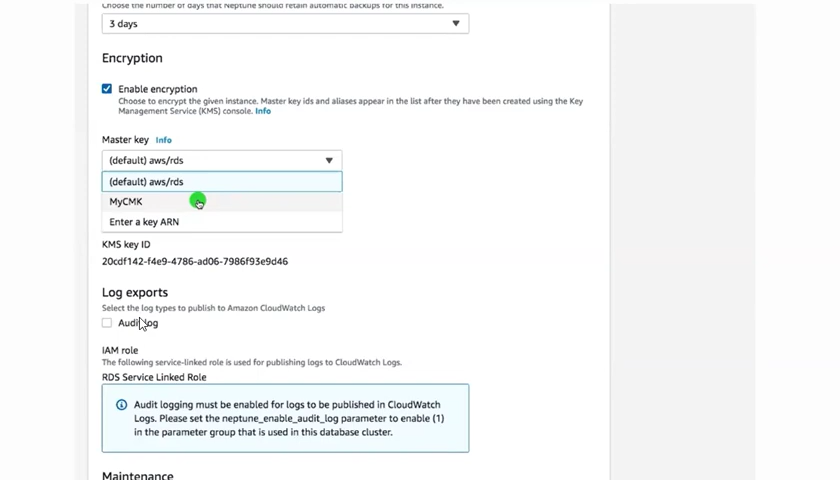 Choose the number of days that Neptune should retain automatic backups for this instance.
3 days
Encryption
Enable encryption
Choose to encrypt the given instance. Master key ids and aliases appear in the list after they have been created using the Key
Management Service (KMS) console. Info
Master key Info
(default) aws/rds
(default) aws/rds
MyCMK
Enter a key ARN
KMS key ID
20cdf142-f4e9-4786-ad06-7986f93e9d46
Log exports
Select the log types to publish to Amazon CloudWatch Logs
Audit log
IAM role
The following service-linked role is used for publishing logs to CloudWatch Logs.
RDS Service Linked Role
Audit logging must be enabled for logs to be published in CloudWatch
Logs. Please set the neptune_enable_audit_log parameter to enable (1)
in the parameter group that is used in this database cluster.
Maintenance